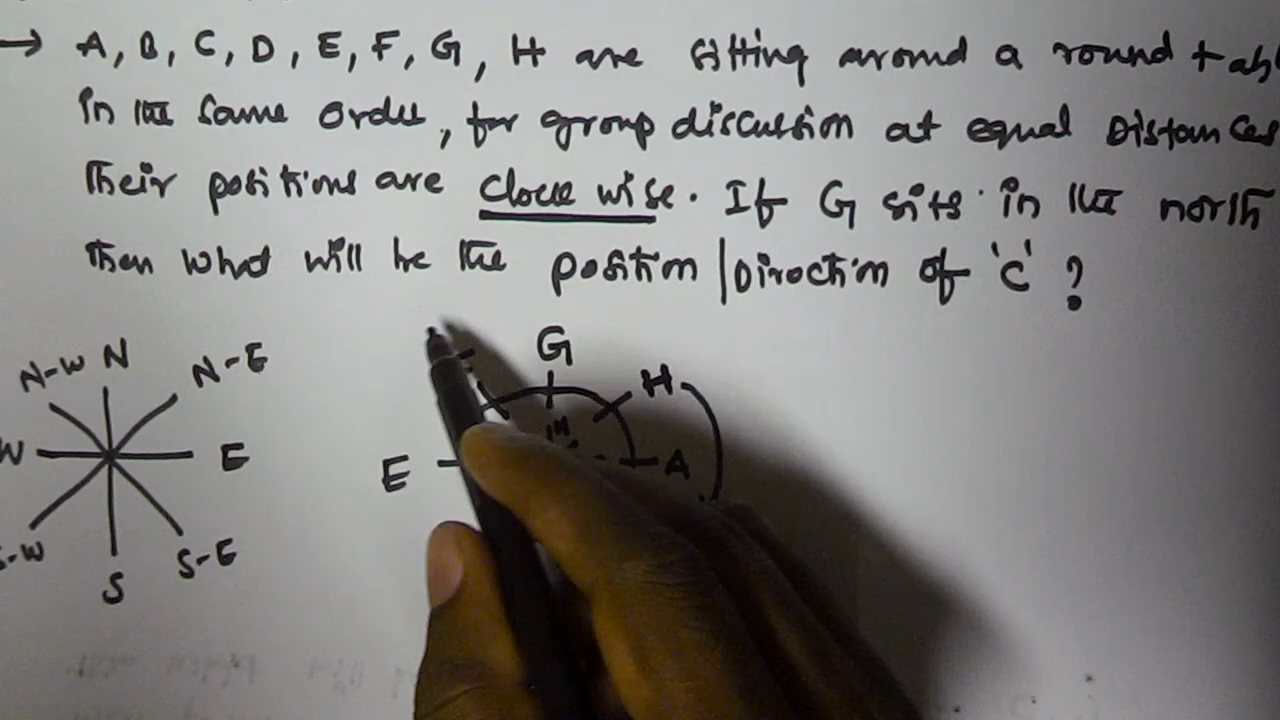 → A, B, C, D, E, F, G, H are sitting around a round tab
in the same order, for group discussion at equal Distances
Their positions are clock wise. If G sits in the north
then what will be the position | Direction of 'C' ?
N-W N N-E
W E
S-W S S-E
G
H
E A